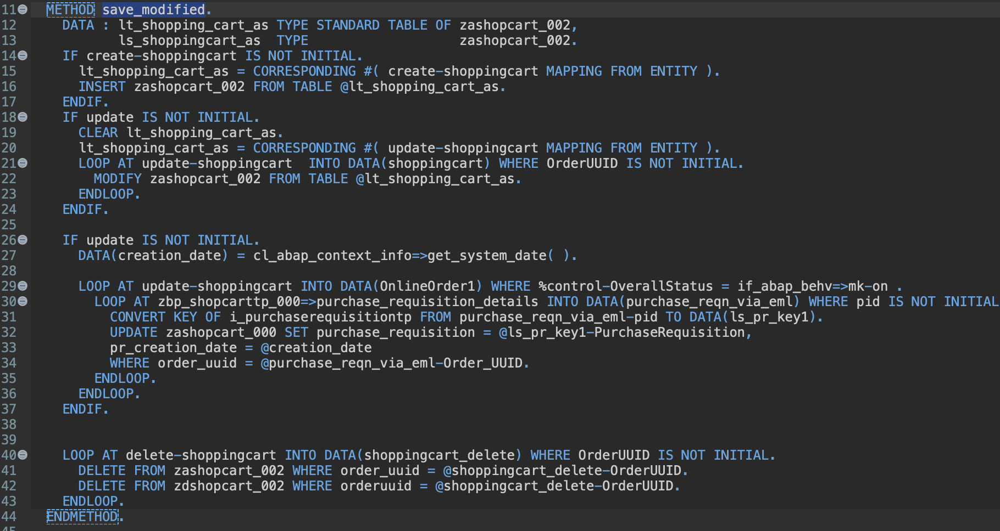 11 METHOD save_modified.
12 DATA : lt_shopping_cart_as TYPE STANDARD TABLE OF zashopcart_002,
13 ls_shoppingcart_as TYPE zashopcart_002.
14 IF create-shoppingcart IS NOT INITIAL.
15 lt_shopping_cart_as = CORRESPONDING #( create-shoppingcart MAPPING FROM ENTITY ).
16 INSERT zashopcart_002 FROM TABLE @lt_shopping_cart_as.
17 ENDIF.
18 IF update IS NOT INITIAL.
19 CLEAR lt_shopping_cart_as.
20 lt_shopping_cart_as = CORRESPONDING #( update-shoppingcart MAPPING FROM ENTITY ).
21 LOOP AT update-shoppingcart INTO DATA(shoppingcart) WHERE OrderUUID IS NOT INITIAL.
22 MODIFY zashopcart_002 FROM TABLE @lt_shopping_cart_as.
23 ENDLOOP.
24 ENDIF.
25
26 IF update IS NOT INITIAL.
27 DATA(creation_date) = cl_abap_context_info=>get_system_date( ).
28
29 LOOP AT update-shoppingcart INTO DATA(OnlineOrder1) WHERE %control-OverallStatus = if_abap_behv=>mk-on .
30 LOOP AT zbp_shopcarttp_000=>purchase_requisition_details INTO DATA(purchase_reqn_via_eml) WHERE pid IS NOT INITIAL
31 CONVERT KEY OF i_purchaserequisitiontp FROM purchase_reqn_via_eml-pid TO DATA(ls_pr_key1).
32 UPDATE zashopcart_000 SET purchase_requisition = @ls_pr_key1-PurchaseRequisition,
33 pr_creation_date = @creation_date
34 WHERE order_uuid = @purchase_reqn_via_eml-Order_UUID.
35 ENDLOOP.
36 ENDLOOP.
37 ENDIF.
38
39
40 LOOP AT delete-shoppingcart INTO DATA(shoppingcart_delete) WHERE OrderUUID IS NOT INITIAL.
41 DELETE FROM zashopcart_002 WHERE order_uuid = @shoppingcart_delete-OrderUUID.
42 DELETE FROM zdshopcart_002 WHERE orderuuid = @shoppingcart_delete-OrderUUID.
43 ENDLOOP.
44 ENDMETHOD.
45